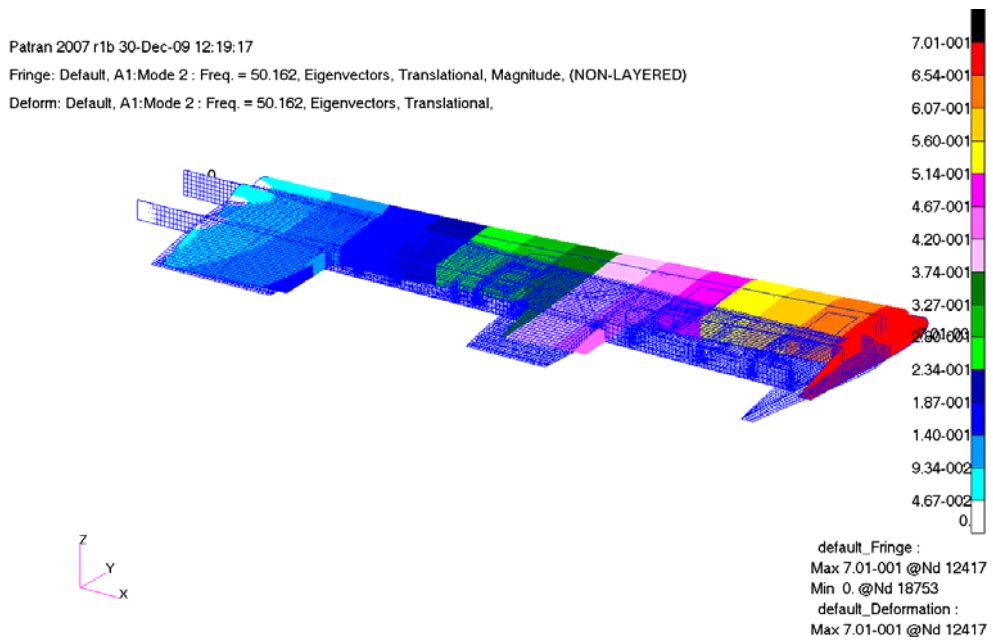 Patran 2007 r1b 30-Dec-09 12:19:17
Fringe: Default, A1:Mode 2 : Freq. = 50.162, Eigenvectors, Translational, Magnitude, (NON-LAYERED)
Deform: Default, A1:Mode 2 : Freq. = 50.162, Eigenvectors, Translational,
7.01-001
6.54-001
6.07-001
5.60-001
5.14-001
4.67-001
4.20-001
3.74-001
3.27-001
2.34-001
1.87-001
1.40-001
9.34-002
4.67-002
0.
0
Z
Y
X
default_Fringe :
Max 7.01-001 @Nd 12417
Min 0. @Nd 18753
default_Deformation :
Max 7.01-001 @Nd 12417